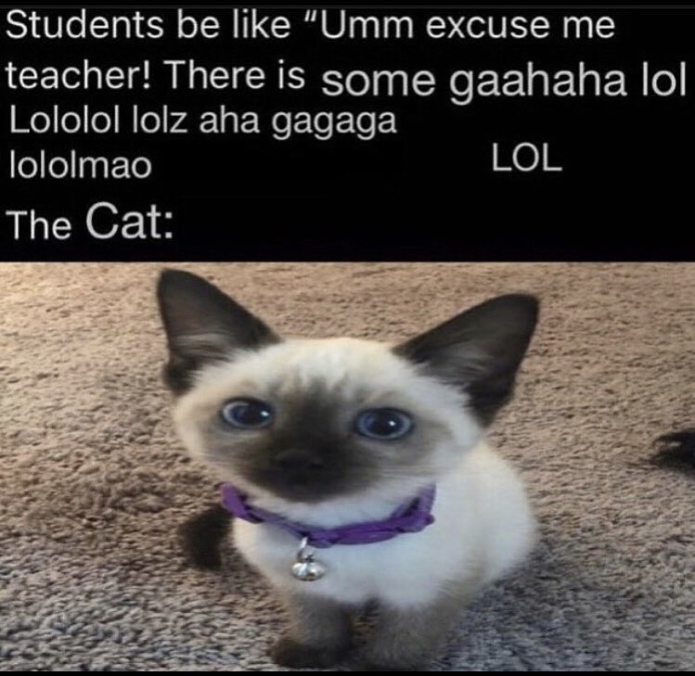 Students be like "Umm excuse me
teacher! There is some gaahaha lol
Lololol lolz aha gagaga
lololmao LOL
The Cat: